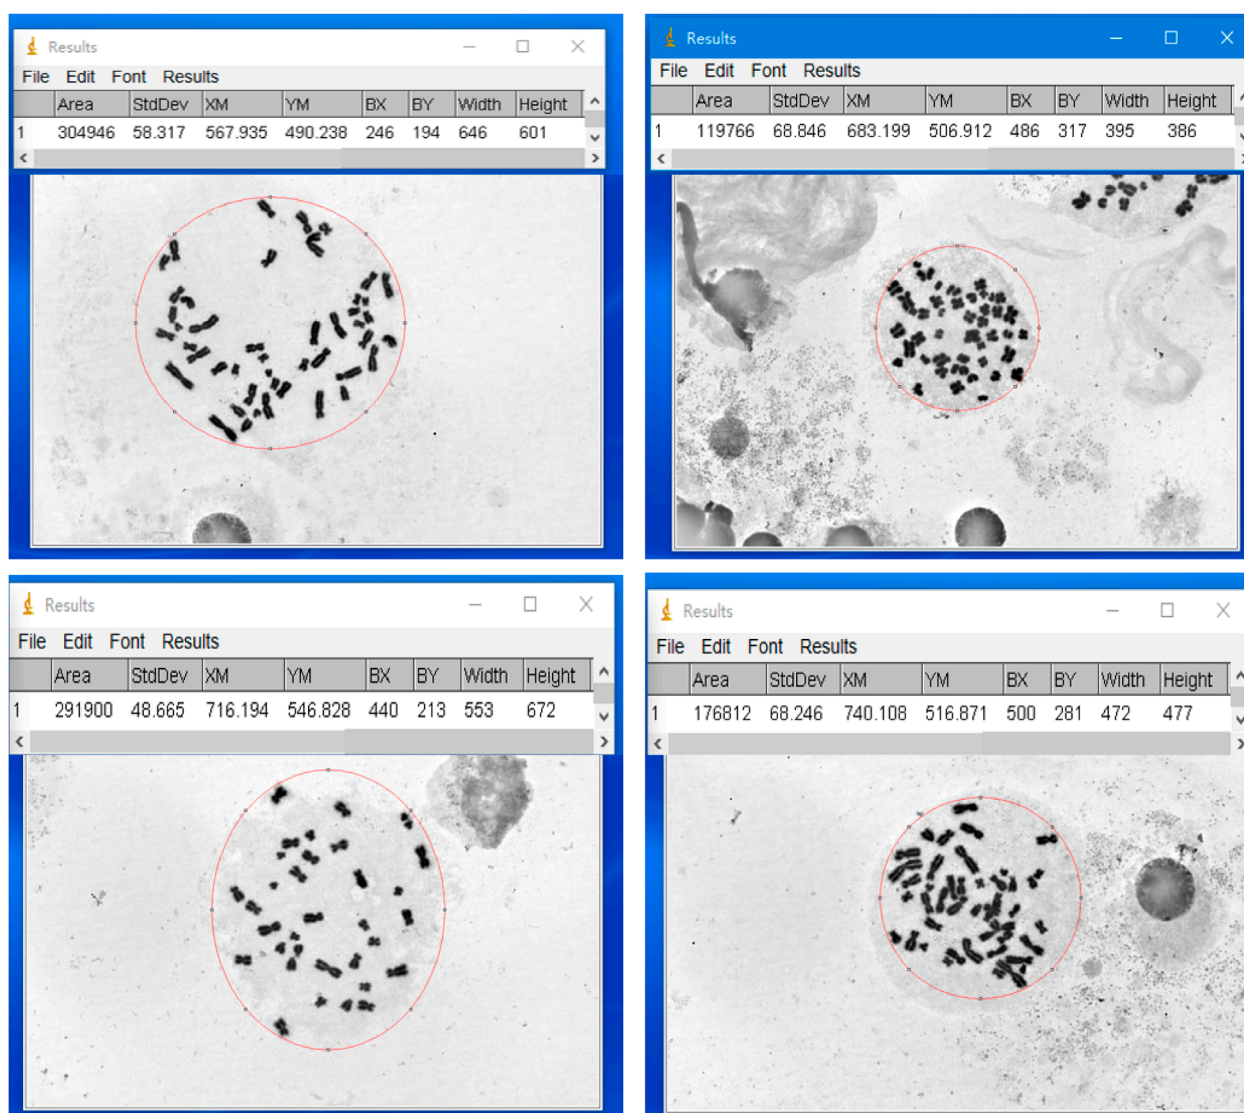 Results
File Edit Font Results
Area StdDev XM YM BX BY Width Height
1 304946 58.317 567.935 490.238 246 194 646 601
Results
File Edit Font Results
Area StdDev XM YM BX BY Width Height
1 119766 68.846 683.199 506.912 486 317 395 386
Results
File Edit Font Results
Area StdDev XM YM BX BY Width Height
1 291900 48.665 716.194 546.828 440 213 553 672
Results
File Edit Font Results
Area StdDev XM YM BX BY Width Height
1 176812 68.246 740.108 516.871 500 281 472 477